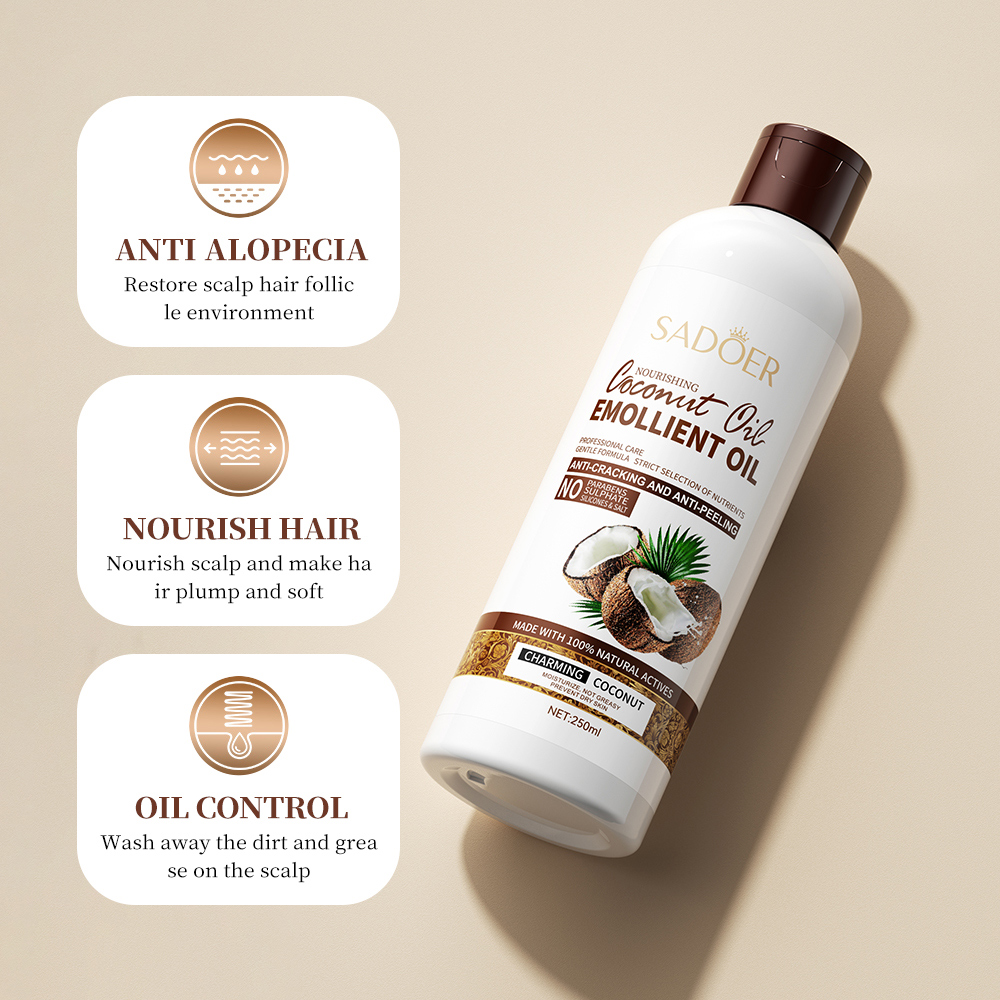 ANTI ALOPECIA
Restore scalp hair follic
le environment
NOURISH HAIR
Nourish scalp and make ha
ir plump and soft
OIL CONTROL
Wash away the dirt and grea
se on the scalp
SADOER
NOURISHING
Coconut Oil
EMOLLIENT OIL
PROFESSIONAL CARE
GENTLE FORMULA STRICT SELECTION OF NUTRIENTS
ANTI-CRACKING AND ANTI-PEELING
NO
PARABENS
SULPHATE
SILICONES & SALT
MADE WITH 100% NATURAL ACTIVES
CHARMING COCONUT
MOISTURIZE, NOT GREASY
PREVENT DRY SKIN
NET:250ml